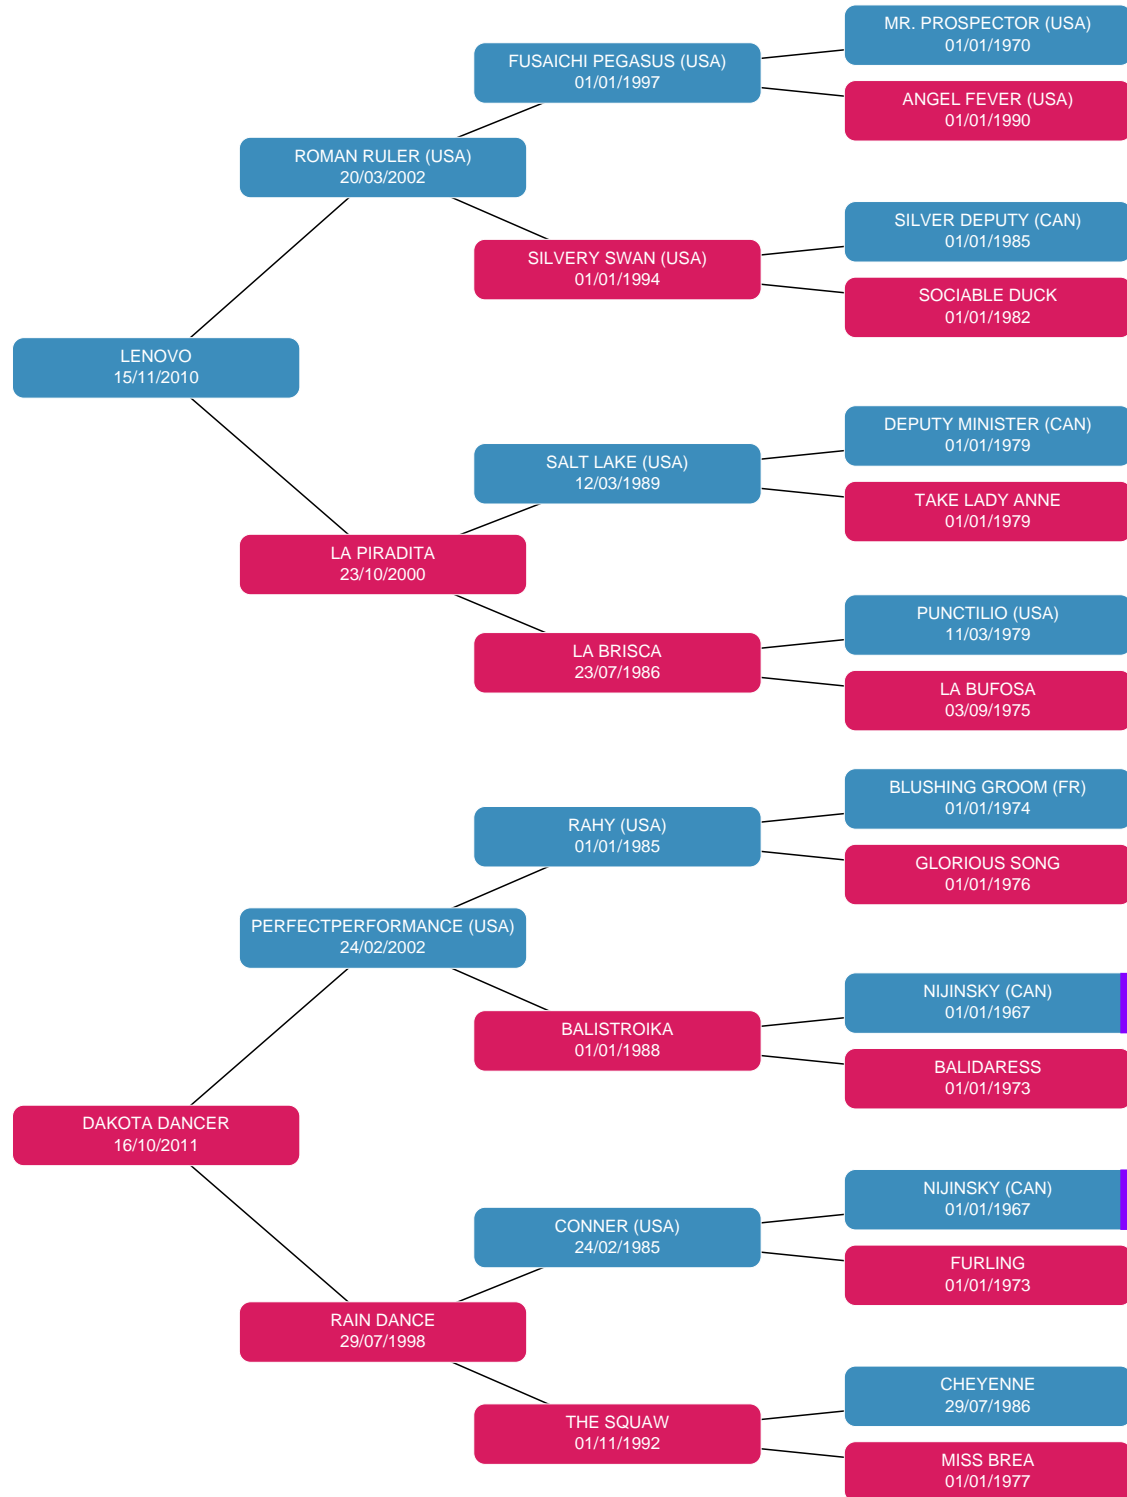 MR. PROSPECTOR (USA)
01/01/1970
FUSAICHI PEGASUS (USA)
01/01/1997
ANGEL FEVER (USA)
01/01/1990
ROMAN RULER (USA)
20/03/2002
SILVER DEPUTY (CAN)
01/01/1985
SILVERY SWAN (USA)
01/01/1994
SOCIABLE DUCK
01/01/1982
LENOVO
15/11/2010
DEPUTY MINISTER (CAN)
01/01/1979
SALT LAKE (USA)
12/03/1989
TAKE LADY ANNE
01/01/1979
LA PIRADITA
23/10/2000
PUNCTILIO (USA)
11/03/1979
LA BRISCA
23/07/1986
LA BUFOSA
03/09/1975
BLUSHING GROOM (FR)
01/01/1974
RAHY (USA)
01/01/1985
GLORIOUS SONG
01/01/1976
PERFECTPERFORMANCE (USA)
24/02/2002
NIJINSKY (CAN)
01/01/1967
BALISTROIKA
01/01/1988
BALIDARESS
01/01/1973
DAKOTA DANCER
16/10/2011
NIJINSKY (CAN)
01/01/1967
CONNER (USA)
24/02/1985
FURLING
01/01/1973
RAIN DANCE
29/07/1998
CHEYENNE
29/07/1986
THE SQUAW
01/11/1992
MISS BREA
01/01/1977